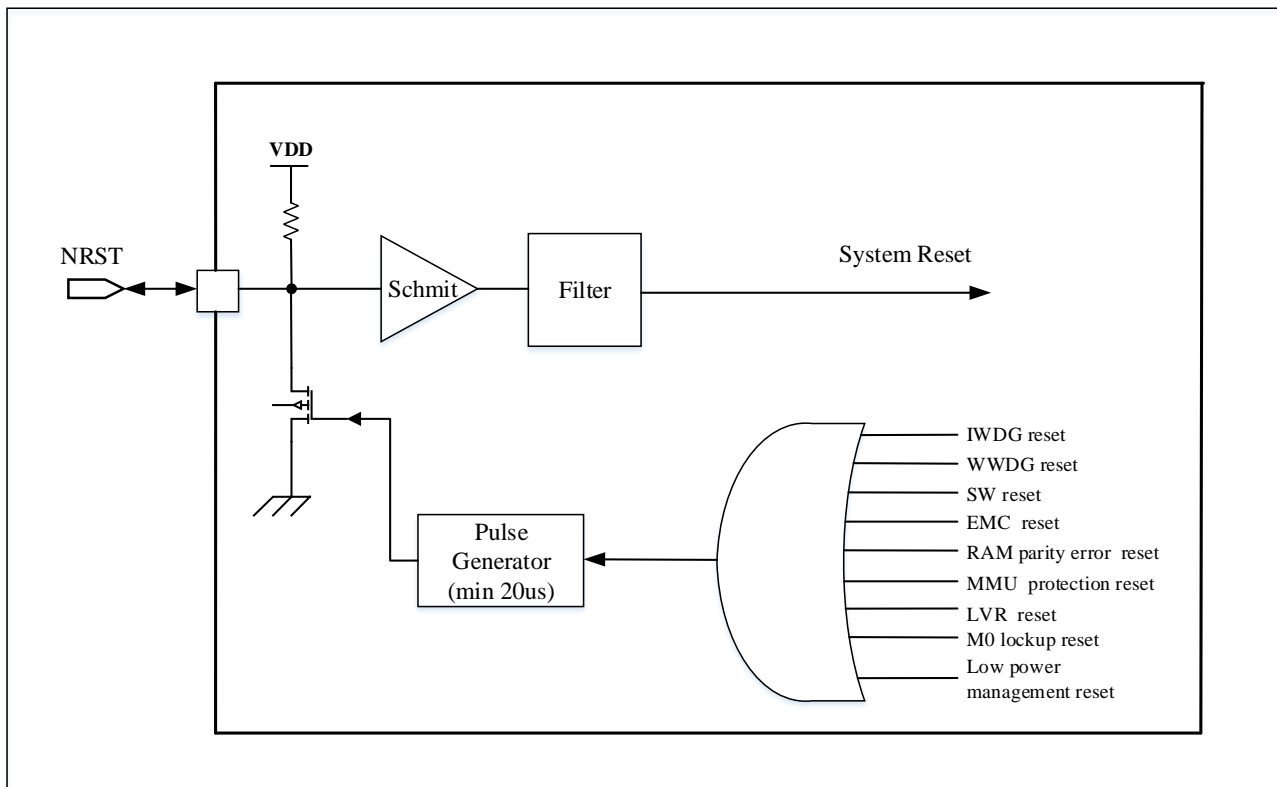 VDD
NRST
Schmit
Filter
System Reset
Pulse
Generator
(min 20us)
IWDG reset
WWDG reset
SW reset
EMC reset
RAM parity error reset
MMU protection reset
LVR reset
M0 lockup reset
Low power
management reset